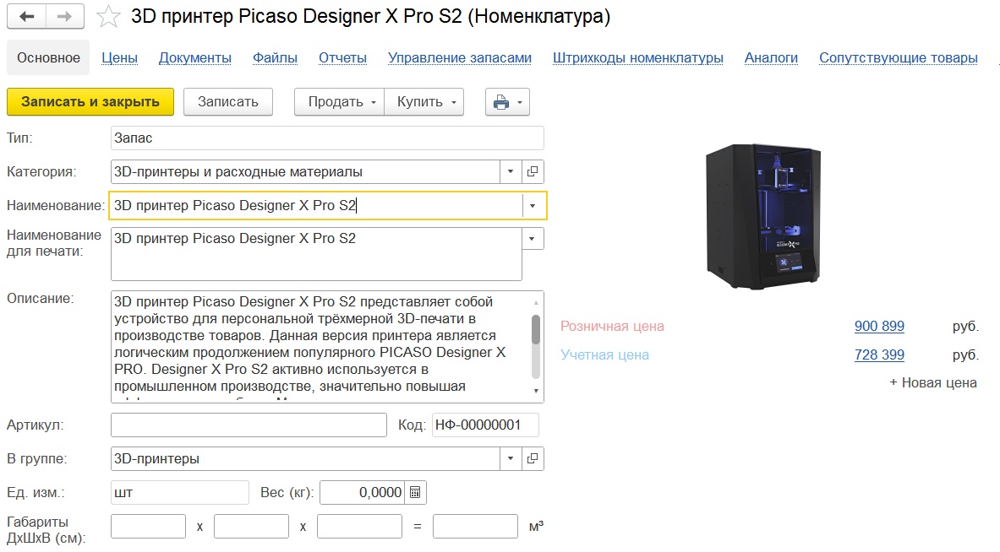 3D принтер Picaso Designer X Pro S2 (Номенклатура)
Основное Цены Документы Файлы Отчеты Управление запасами Штрихкоды номенклатуры Аналоги Сопутствующие товары
Записать и закрыть Записать Продать Купить
Тип: Запас
Категория: 3D-принтеры и расходные материалы
Наименование: 3D принтер Picaso Designer X Pro S2
Наименование для печати: 3D принтер Picaso Designer X Pro S2
Описание: 3D принтер Picaso Designer X Pro S2 представляет собой
устройство для персональной трёхмерной 3D-печати в
производстве товаров. Данная версия принтера является
логическим продолжением популярного PICASO Designer X
PRO. Designer X Pro S2 активно используется в
промышленном производстве, значительно повышая
DESIGNER X PRO
Розничная цена 900 899 руб.
Учетная цена 728 399 руб.
+ Новая цена
Артикул: Код: НФ-00000001
В группе: 3D-принтеры
Ед. изм.: шт Вес (кг): 0,0000
Габариты
ДхШхВ (см): x x = м³